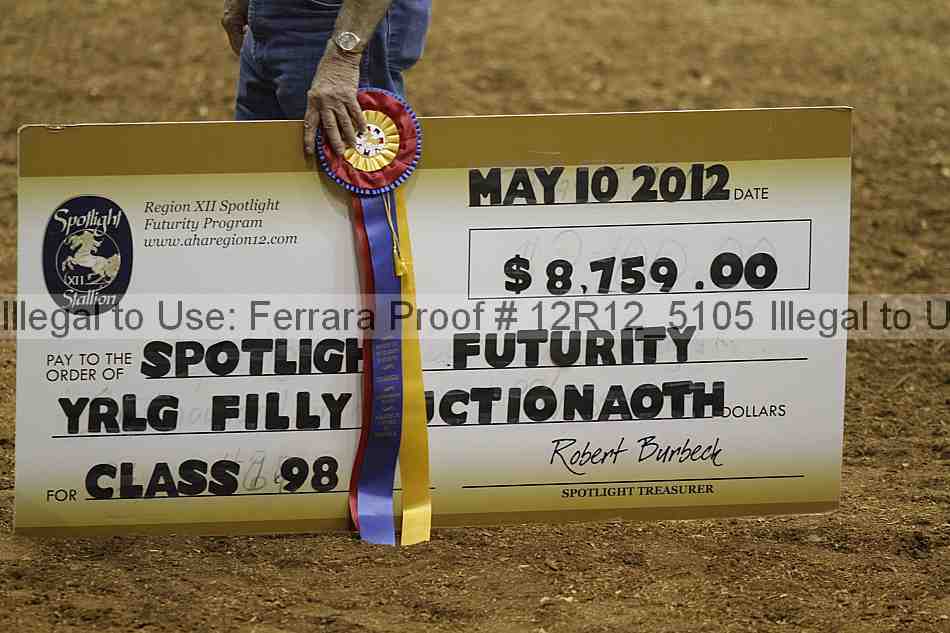 MAY 10 2012 DATE
Spotlight
XII
Stallion
Region XII Spotlight
Futurity Program
www.aharegion12.com
$ 8,759.00
Illegal to Use: Ferrara Proof # 12R12_5105 Illegal to U
PAY TO THE
ORDER OF
SPOTLIGH FUTURITY
YRLG FILLY UCTIONAOTH DOLLARS
Robert Burbeck
FOR CLASS 98
SPOTLIGHT TREASURER